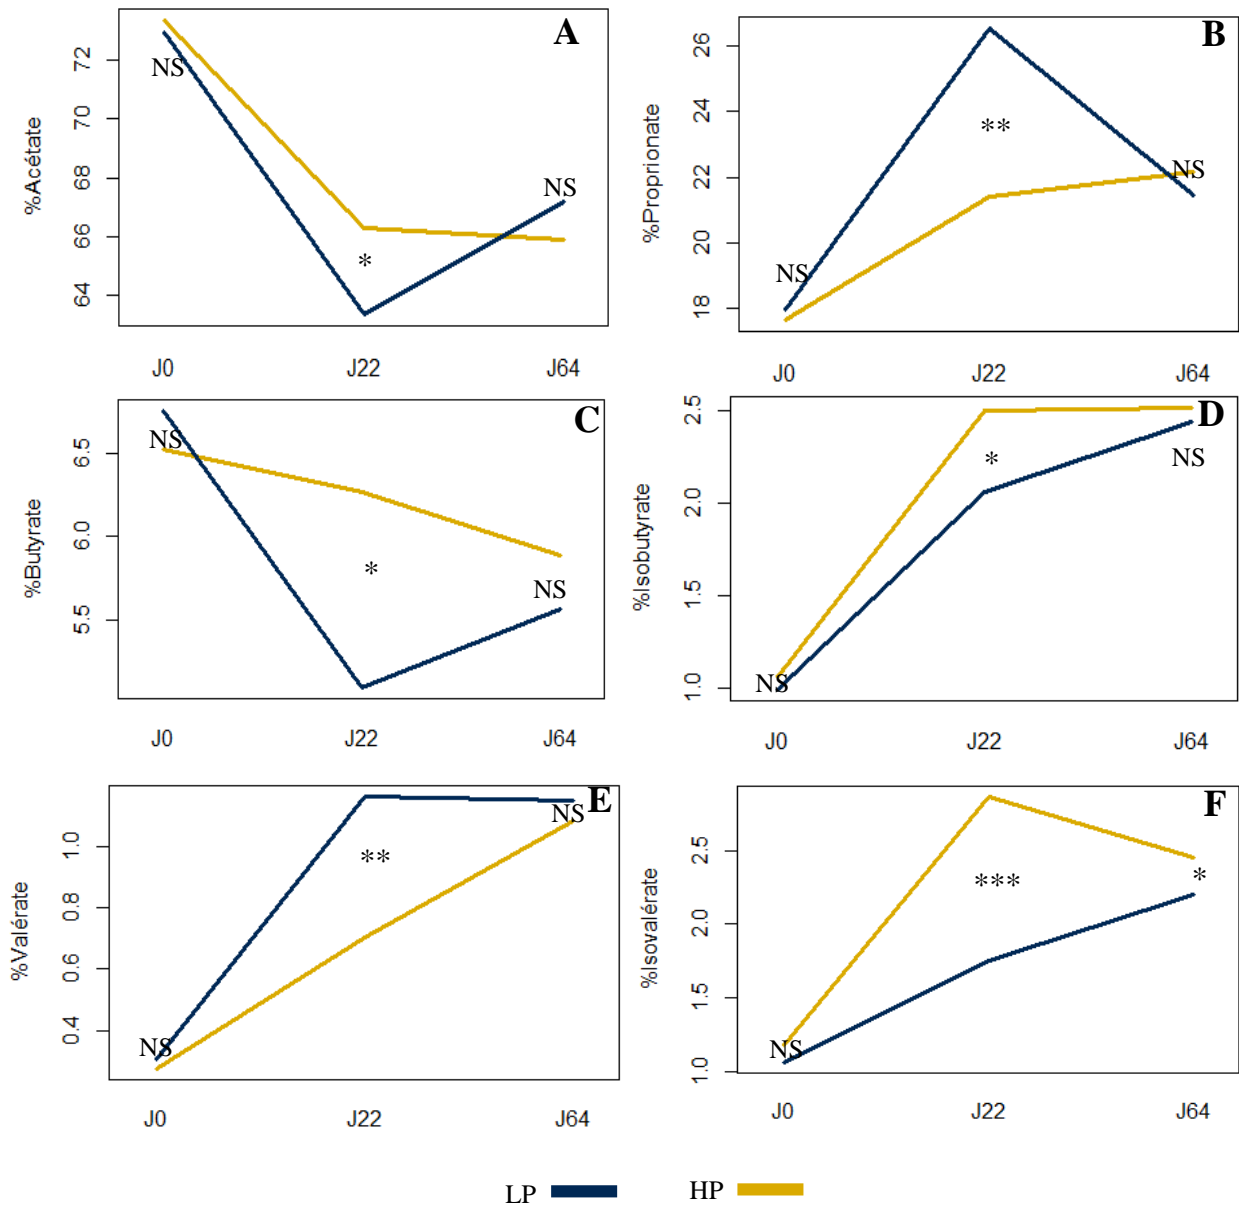 A
%Acétate
72
70
68
66
64
NS
*
NS
J0 J22 J64
B
%Proprionate
26
24
22
20
18
NS
**
NS
J0 J22 J64
C
%Butyrate
6.5
6.0
5.5
NS
*
NS
J0 J22 J64
D
%Isobutyrate
2.5
2.0
1.5
1.0
NS
*
NS
J0 J22 J64
E
%Valérate
1.0
0.8
0.6
0.4
NS
**
NS
J0 J22 J64
F
%Isovalérate
2.5
2.0
1.5
1.0
NS
***
*
J0 J22 J64
LP HP